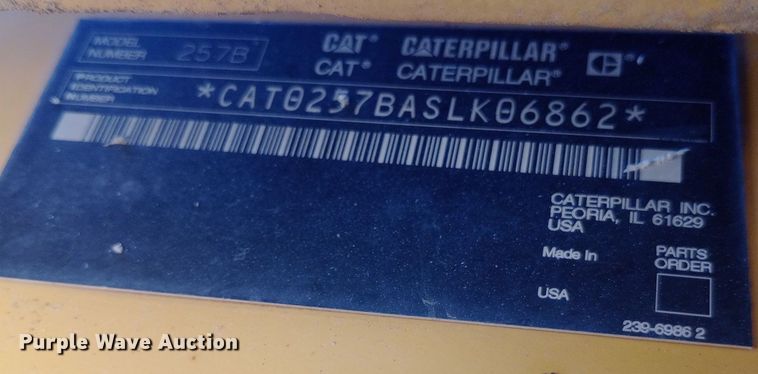 MODEL NUMBER 257B CAT® CATERPILLAR®
CAT® CATERPILLAR®
PRODUCT IDENTIFICATION NUMBER *CAT0257BASLK06862*
CATERPILLAR INC.
PEORIA, IL 61629
USA
Made In PARTS ORDER
USA
239-6986 2
Purple Wave Auction